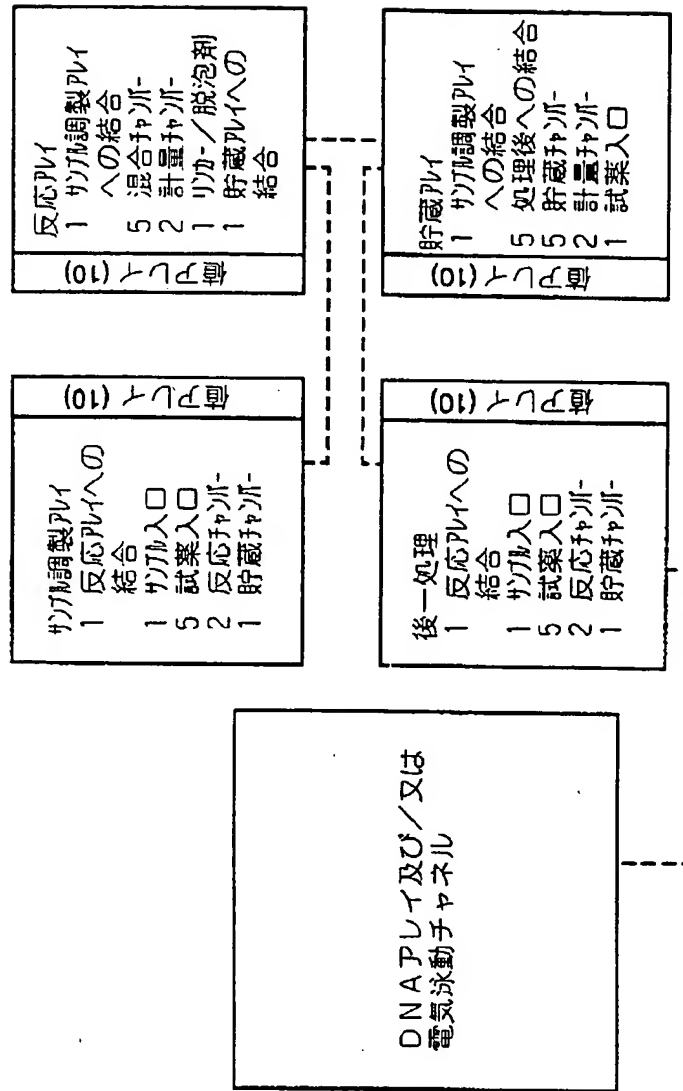 サンプル調製アレイ
1 反応アレイへの
結合
1 サンプル入口
5 試薬入口
2 反応チャンバー
1 貯蔵チャンバー
値アレイ (10)
値アレイ (10)
反応アレイ
1 サンプル調製アレイ
への結合
5 混合チャンバー
2 計量チャンバー
1 リンカー/脱泡剤
1 貯蔵アレイへの
結合
DNAアレイ及び/又は
電気泳動チャネル
後一処理
1 反応アレイへの
結合
1 サンプル入口
5 試薬入口
2 反応チャンバー
1 貯蔵チャンバー
値アレイ (10)
値アレイ (10)
貯蔵アレイ
1 サンプル調製アレイ
への結合
5 処理後への結合
5 貯蔵チャンバー
2 計量チャンバー
1 試薬入口